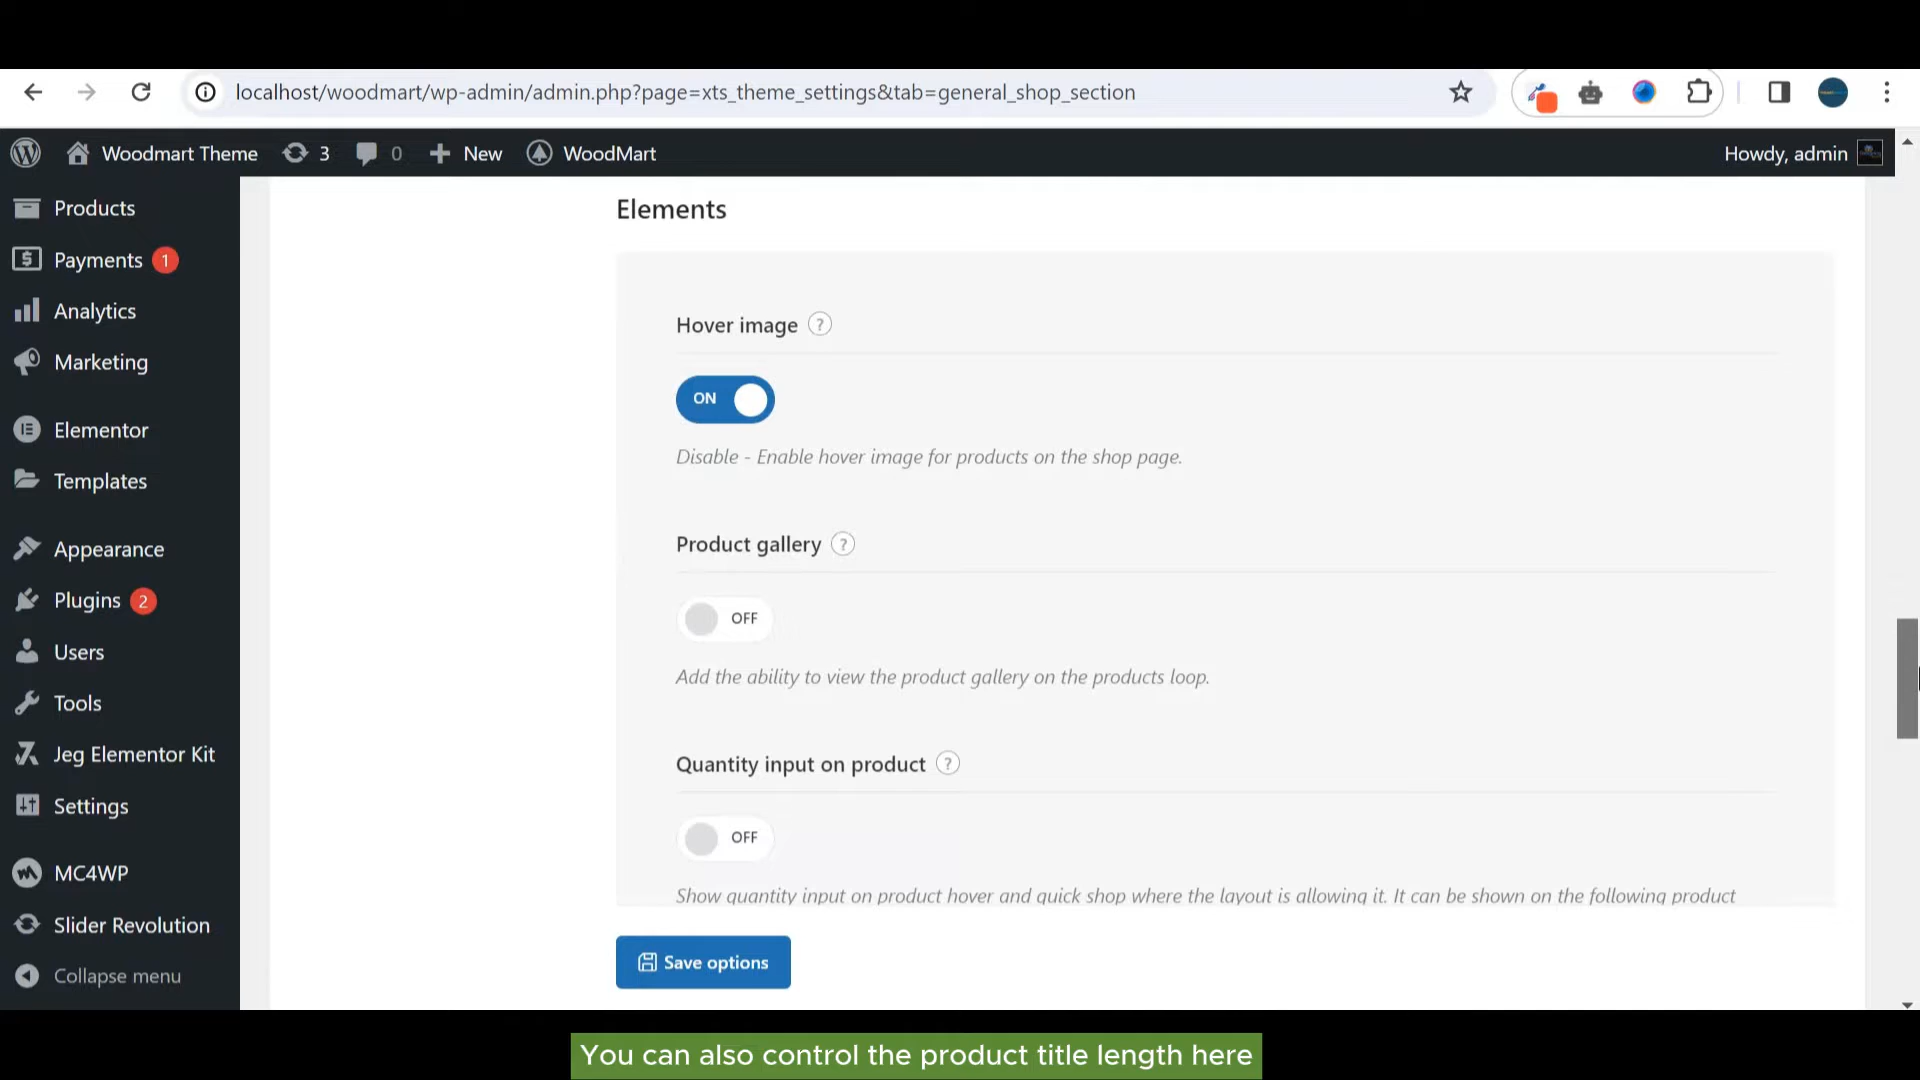 localhost/woodmart/wp-admin/admin.php?page=xts_theme_settings&tab=general_shop_section
Woodmart Theme 3 0 New WoodMart Howdy, admin
Products
Payments 1
Analytics
Marketing
Elementor
Templates
Appearance
Plugins 2
Users
Tools
Jeg Elementor Kit
Settings
MC4WP
Slider Revolution
Collapse menu
Elements
Hover image ?
ON
Disable - Enable hover image for products on the shop page.
Product gallery ?
OFF
Add the ability to view the product gallery on the products loop.
Quantity input on product ?
OFF
Show quantity input on product hover and quick shop where the layout is allowing it. It can be shown on the following product
Save options
You can also control the product title length here